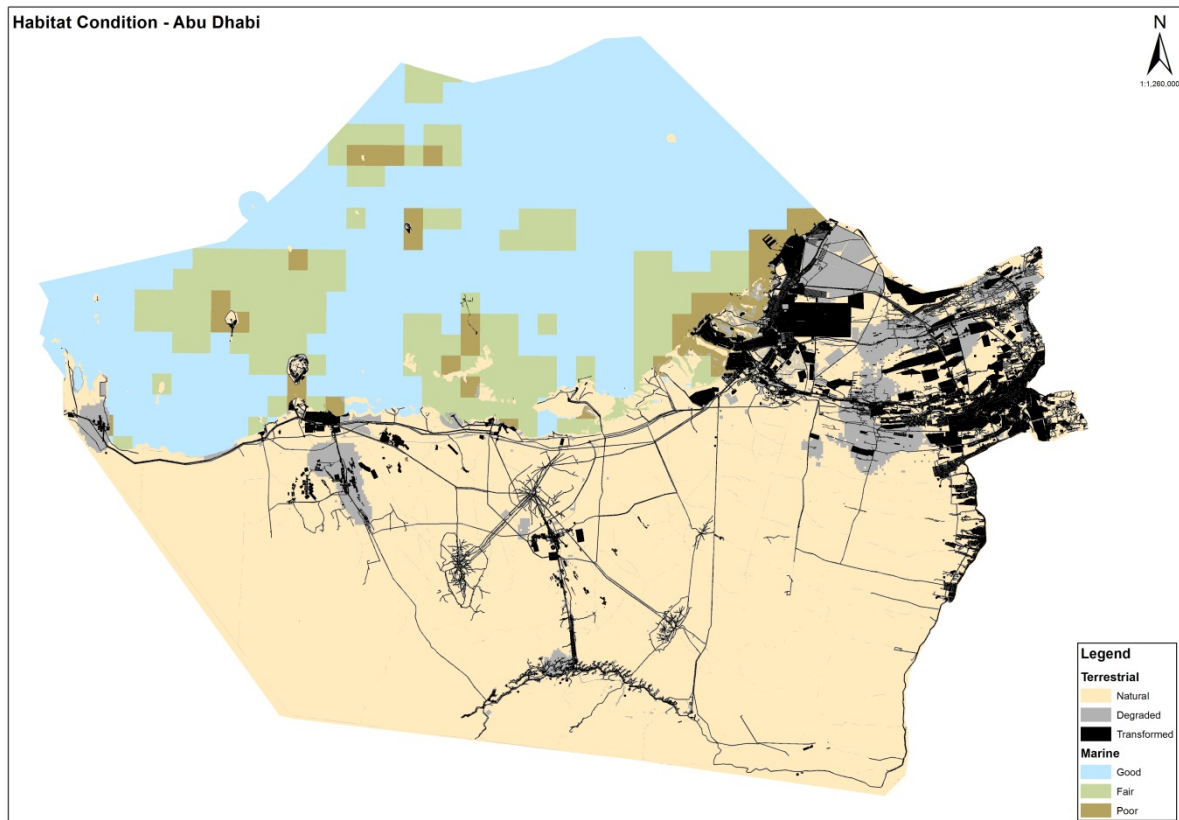 Habitat Condition - Abu Dhabi
N
1:1,260,000
Legend
Terrestrial
Natural
Degraded
Transformed
Marine
Good
Fair
Poor